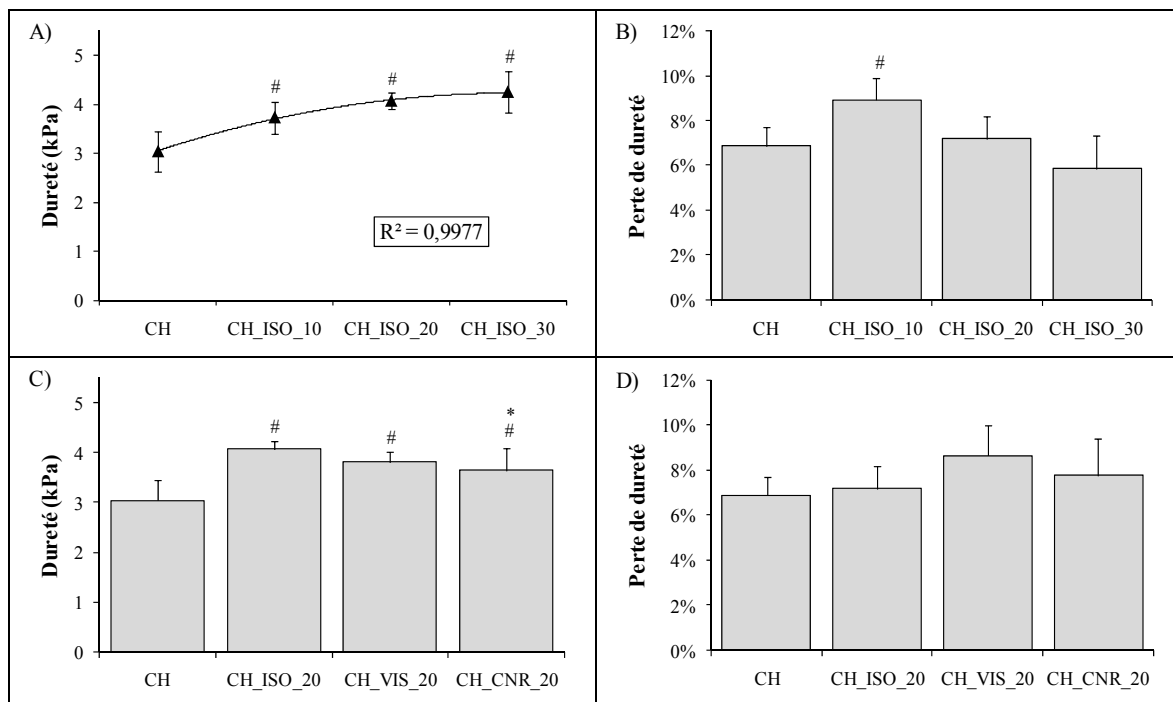 A)
Dureté (kPa)
5
4
3
2
1
0
#
#
#
R² = 0,9977
CH
CH_ISO_10
CH_ISO_20
CH_ISO_30
B)
Perte de dureté
12%
10%
8%
6%
4%
2%
0%
#
CH
CH_ISO_10
CH_ISO_20
CH_ISO_30
C)
Dureté (kPa)
5
4
3
2
1
0
#
#
*
#
CH
CH_ISO_20
CH_VIS_20
CH_CNR_20
D)
Perte de dureté
12%
10%
8%
6%
4%
2%
0%
CH
CH_ISO_20
CH_VIS_20
CH_CNR_20